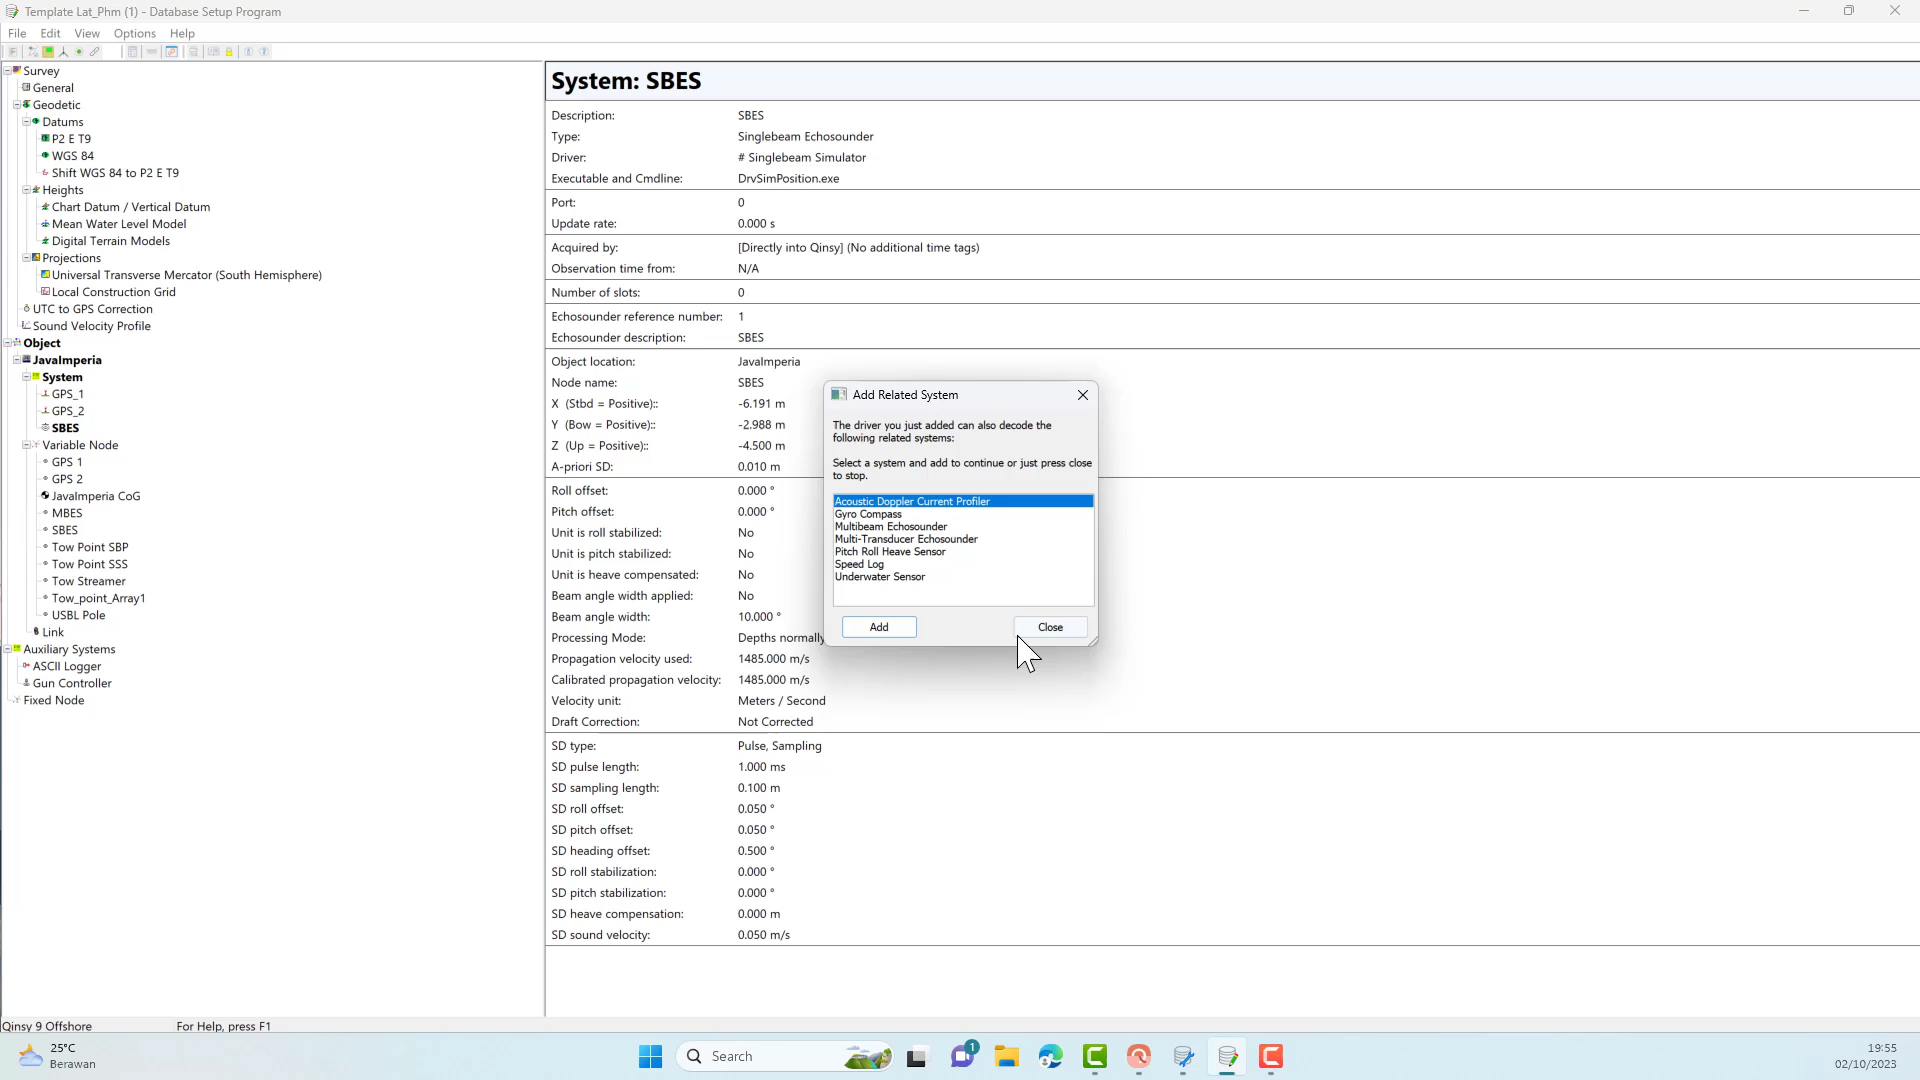 Template Lat_Phm (1) - Database Setup Program
File Edit View Options Help
Survey
General
Geodetic
Datums
P2 E T9
WGS 84
Shift WGS 84 to P2 E T9
Heights
Chart Datum / Vertical Datum
Mean Water Level Model
Digital Terrain Models
Projections
Universal Transverse Mercator (South Hemisphere)
Local Construction Grid
UTC to GPS Correction
Sound Velocity Profile
Object
JavaImperia
System
GPS_1
GPS_2
SBES
Variable Node
GPS 1
GPS 2
JavaImperia CoG
MBES
SBES
Tow Point SBP
Tow Point SSS
Tow Streamer
Tow_point_Array1
USBL Pole
Link
Auxiliary Systems
ASCII Logger
Gun Controller
Fixed Node
System: SBES
Description: SBES
Type: Singlebeam Echosounder
Driver: # Singlebeam Simulator
Executable and Cmdline: DrvSimPosition.exe
Port: 0
Update rate: 0.000 s
Acquired by: [Directly into Qinsy] (No additional time tags)
Observation time from: N/A
Number of slots: 0
Echosounder reference number: 1
Echosounder description: SBES
Object location: JavaImperia
Node name: SBES
X (Stbd = Positive):: -6.191 m
Y (Bow = Positive):: -2.988 m
Z (Up = Positive):: -4.500 m
A-priori SD: 0.010 m
Roll offset: 0.000 °
Pitch offset: 0.000 °
Unit is roll stabilized: No
Unit is pitch stabilized: No
Unit is heave compensated: No
Beam angle width applied: No
Beam angle width: 10.000 °
Processing Mode: Depths normally
Propagation velocity used: 1485.000 m/s
Calibrated propagation velocity: 1485.000 m/s
Velocity unit: Meters / Second
Draft Correction: Not Corrected
SD type: Pulse, Sampling
SD pulse length: 1.000 ms
SD sampling length: 0.100 m
SD roll offset: 0.050 °
SD pitch offset: 0.050 °
SD heading offset: 0.500 °
SD roll stabilization: 0.000 °
SD pitch stabilization: 0.000 °
SD heave compensation: 0.000 m
SD sound velocity: 0.050 m/s
Add Related System
The driver you just added can also decode the
following related systems:
Select a system and add to continue or just press close
to stop.
Acoustic Doppler Current Profiler
Gyro Compass
Multibeam Echosounder
Multi-Transducer Echosounder
Pitch Roll Heave Sensor
Speed Log
Underwater Sensor
Add Close
Qinsy 9 Offshore For Help, press F1
25°C
Berawan
Search
1
19:55
02/10/2023